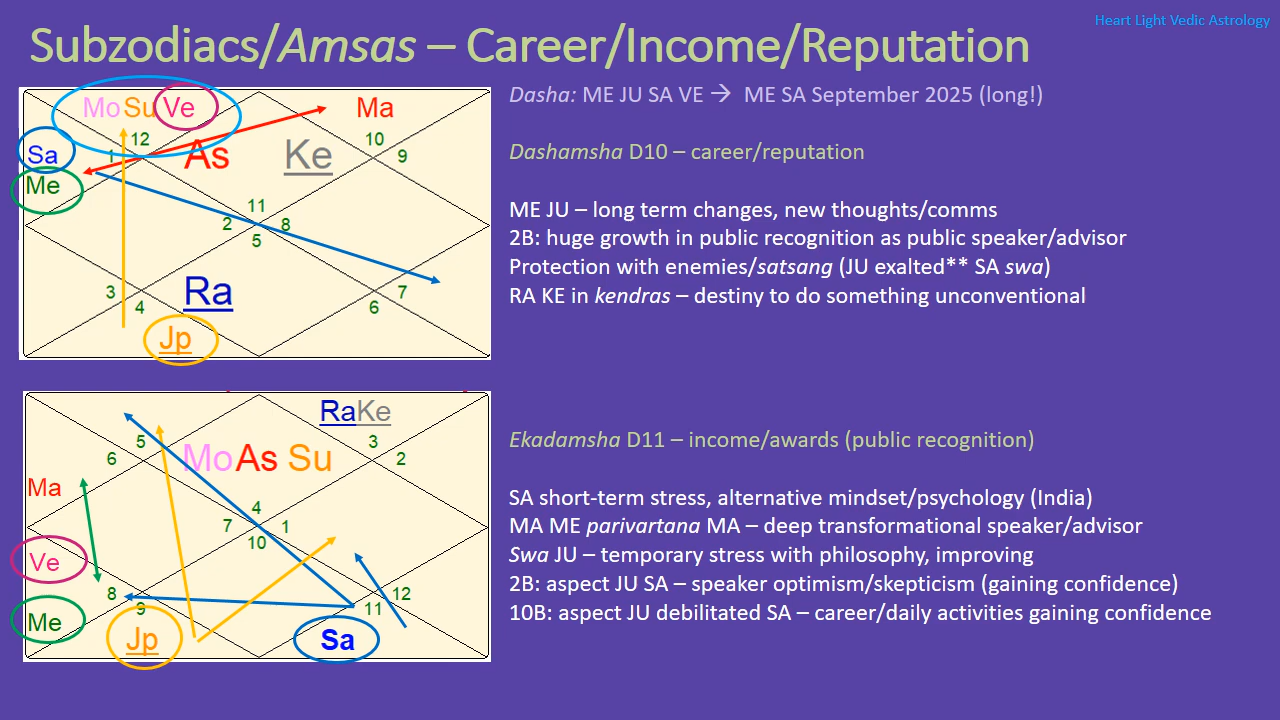 Heart Light Vedic Astrology
Subzodiacs/Amsas – Career/Income/Reputation
Mo Su Ve
Ma
12
10
Sa
1
As
Ke
9
Me
11
2
8
5
3
Ra
7
4
6
Jp
Dasha: ME JU SA VE → ME SA September 2025 (long!)
Dashamsha D10 – career/reputation
ME JU – long term changes, new thoughts/comms
2B: huge growth in public recognition as public speaker/advisor
Protection with enemies/satsang (JU exalted** SA swa)
RA KE in kendras – destiny to do something unconventional
RaKe
5
3
6
Mo As Su
2
Ma
4
7
1
10
Ve
8
12
9
11
Me
Jp
Sa
Ekadamsha D11 – income/awards (public recognition)
SA short-term stress, alternative mindset/psychology (India)
MA ME parivartana MA – deep transformational speaker/advisor
Swa JU – temporary stress with philosophy, improving
2B: aspect JU SA – speaker optimism/skepticism (gaining confidence)
10B: aspect JU debilitated SA – career/daily activities gaining confidence